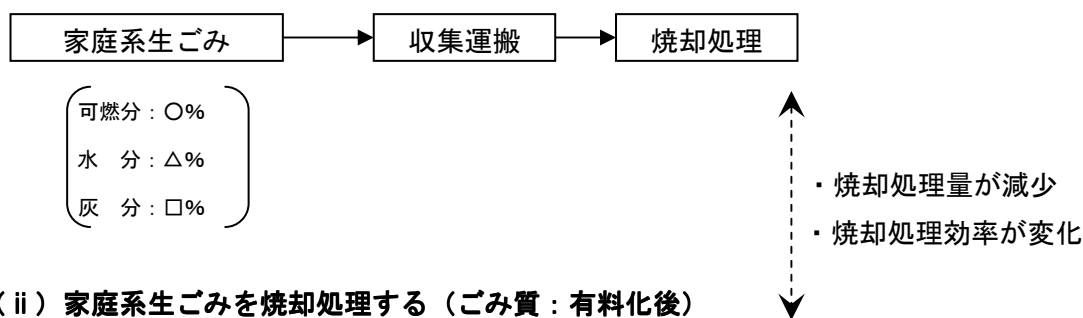 家庭系生ごみ
収集運搬
焼却処理
可燃分：○%
水　分：△%
灰　分：□%
・焼却処理量が減少
・焼却処理効率が変化
(ⅱ) 家庭系生ごみを焼却処理する（ごみ質：有料化後）